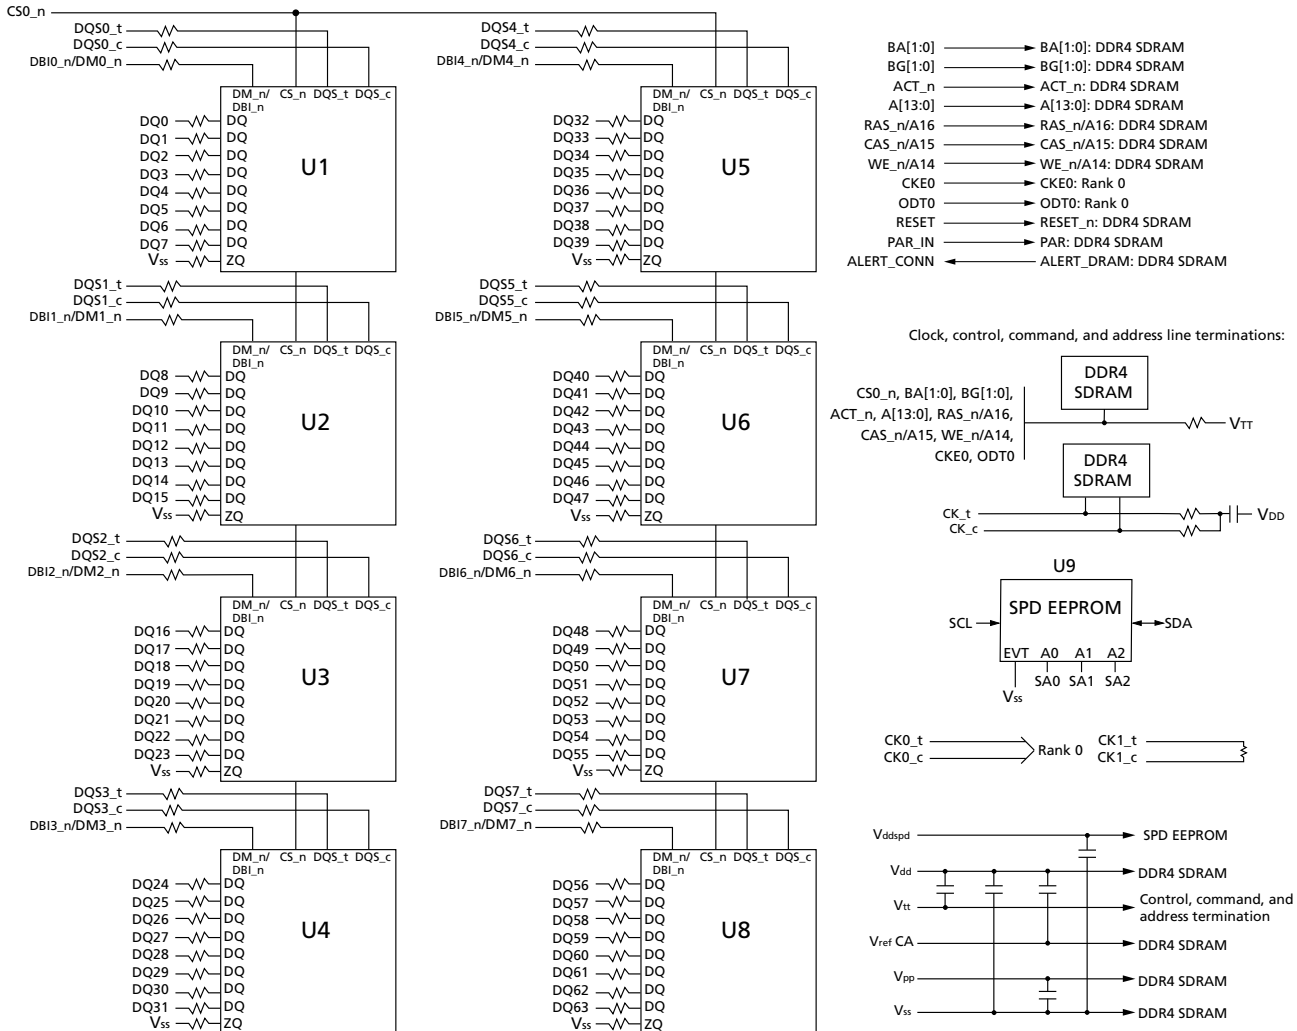 CS0_n
DQS0_t
DQS0_c
DBI0_n/DM0_n
DM_n/ CS_n DQS_t DQS_c
DBI_n
DQ0 DQ
DQ1 DQ
DQ2 DQ
DQ3 DQ
DQ4 DQ
DQ5 DQ
DQ6 DQ
DQ7 DQ
Vss ZQ
U1
DQS1_t
DQS1_c
DBI1_n/DM1_n
DM_n/ CS_n DQS_t DQS_c
DBI_n
DQ8 DQ
DQ9 DQ
DQ10 DQ
DQ11 DQ
DQ12 DQ
DQ13 DQ
DQ14 DQ
DQ15 DQ
Vss ZQ
U2
DQS2_t
DQS2_c
DBI2_n/DM2_n
DM_n/ CS_n DQS_t DQS_c
DBI_n
DQ16 DQ
DQ17 DQ
DQ18 DQ
DQ19 DQ
DQ20 DQ
DQ21 DQ
DQ22 DQ
DQ23 DQ
Vss ZQ
U3
DQS3_t
DQS3_c
DBI3_n/DM3_n
DM_n/ CS_n DQS_t DQS_c
DBI_n
DQ24 DQ
DQ25 DQ
DQ26 DQ
DQ27 DQ
DQ28 DQ
DQ29 DQ
DQ30 DQ
DQ31 DQ
Vss ZQ
U4
DQS4_t
DQS4_c
DBI4_n/DM4_n
DM_n/ CS_n DQS_t DQS_c
DBI_n
DQ32 DQ
DQ33 DQ
DQ34 DQ
DQ35 DQ
DQ36 DQ
DQ37 DQ
DQ38 DQ
DQ39 DQ
Vss ZQ
U5
DQS5_t
DQS5_c
DBI5_n/DM5_n
DM_n/ CS_n DQS_t DQS_c
DBI_n
DQ40 DQ
DQ41 DQ
DQ42 DQ
DQ43 DQ
DQ44 DQ
DQ45 DQ
DQ46 DQ
DQ47 DQ
Vss ZQ
U6
DQS6_t
DQS6_c
DBI6_n/DM6_n
DM_n/ CS_n DQS_t DQS_c
DBI_n
DQ48 DQ
DQ49 DQ
DQ50 DQ
DQ51 DQ
DQ52 DQ
DQ53 DQ
DQ54 DQ
DQ55 DQ
Vss ZQ
U7
DQS7_t
DQS7_c
DBI7_n/DM7_n
DM_n/ CS_n DQS_t DQS_c
DBI_n
DQ56 DQ
DQ57 DQ
DQ58 DQ
DQ59 DQ
DQ60 DQ
DQ61 DQ
DQ62 DQ
DQ63 DQ
Vss ZQ
U8
BA[1:0] BA[1:0]: DDR4 SDRAM
BG[1:0] BG[1:0]: DDR4 SDRAM
ACT_n ACT_n: DDR4 SDRAM
A[13:0] A[13:0]: DDR4 SDRAM
RAS_n/A16 RAS_n/A16: DDR4 SDRAM
CAS_n/A15 CAS_n/A15: DDR4 SDRAM
WE_n/A14 WE_n/A14: DDR4 SDRAM
CKE0 CKE0: Rank 0
ODT0 ODT0: Rank 0
RESET RESET_n: DDR4 SDRAM
PAR_IN PAR: DDR4 SDRAM
ALERT_CONN ALERT_DRAM: DDR4 SDRAM
Clock, control, command, and address line terminations:
DDR4
SDRAM
CS0_n, BA[1:0], BG[1:0],
ACT_n, A[13:0], RAS_n/A16,
CAS_n/A15, WE_n/A14,
CKE0, ODT0
VTT
DDR4
SDRAM
CK_t
CK_c
VDD
U9
SPD EEPROM
SCL SDA
EVT A0 A1 A2
Vss SA0 SA1 SA2
CK0_t
CK0_c
Rank 0
CK1_t
CK1_c
Vddspd SPD EEPROM
Vdd DDR4 SDRAM
Vtt Control, command, and
address termination
Vref CA DDR4 SDRAM
Vpp DDR4 SDRAM
Vss DDR4 SDRAM